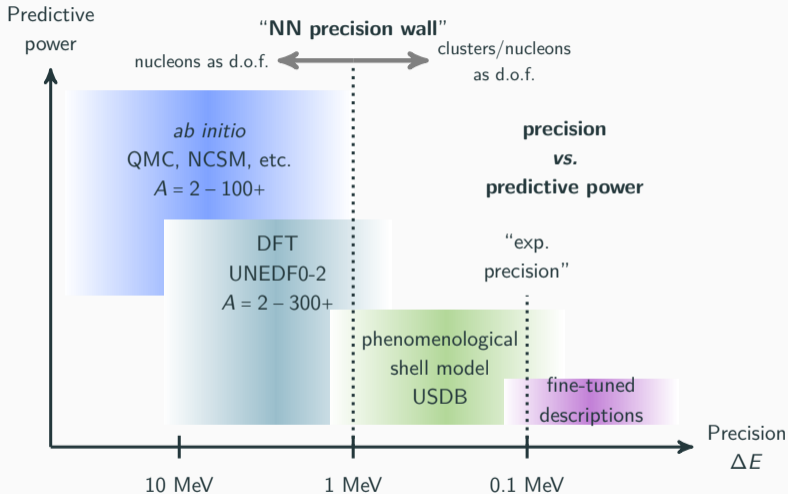 Predictive
power
“NN precision wall”
nucleons as d.o.f.
clusters/nucleons
as d.o.f.
ab initio
QMC, NCSM, etc.
A = 2 – 100+
precision
vs.
predictive power
DFT
UNEDF0-2
A = 2 – 300+
“exp.
precision”
phenomenological
shell model
USDB
fine-tuned
descriptions
Precision
ΔE
10 MeV
1 MeV
0.1 MeV